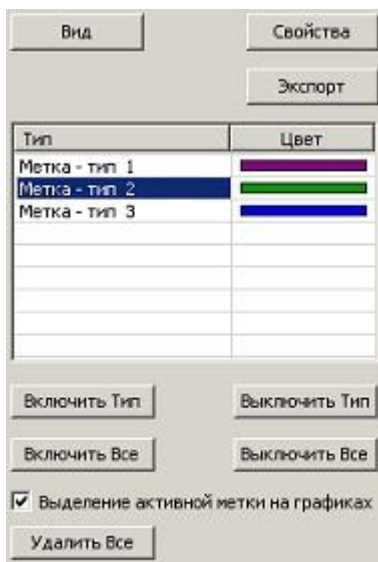 Вид Свойства
Экспорт
Тип Цвет
Метка - тип 1
Метка - тип 2
Метка - тип 3
Включить Тип Выключить Тип
Включить Все Выключить Все
Выделение активной метки на графиках
Удалить Все